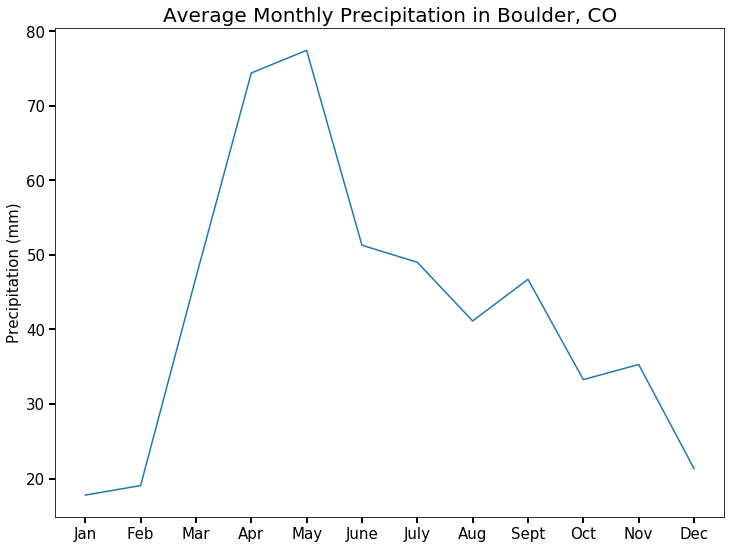 Average Monthly Precipitation in Boulder, CO
80
70
60
50
40
30
20
Precipitation (mm)
Jan Feb Mar Apr May June July Aug Sept Oct Nov Dec